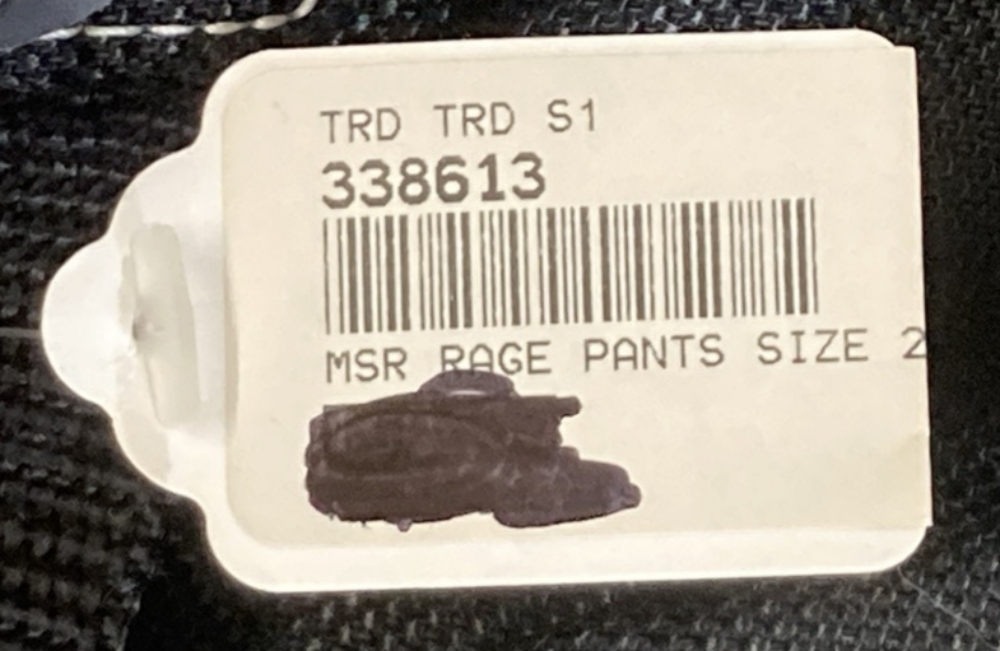 TRD TRD S1
338613
MSR RAGE PANTS SIZE 2